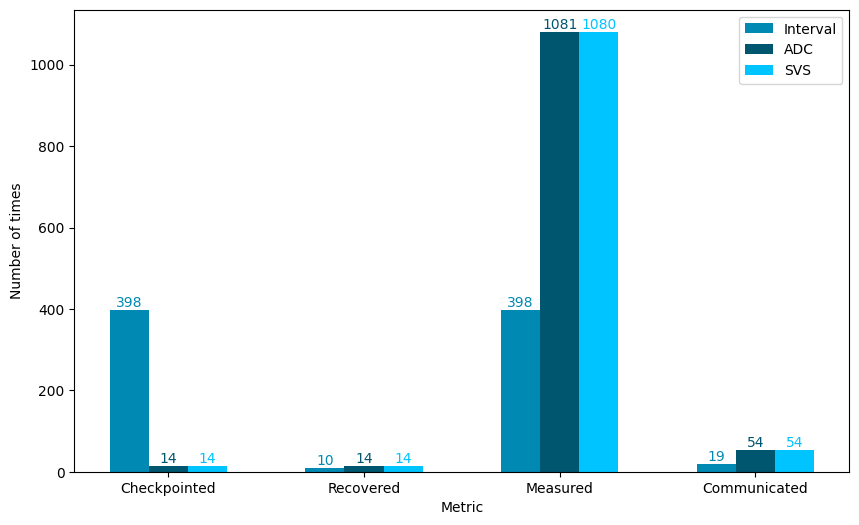 Interval
ADC
SVS
Number of times
1000
800
600
400
200
0
398
14
14
10
14
14
398
1081
1080
19
54
54
Checkpointed
Recovered
Measured
Communicated
Metric